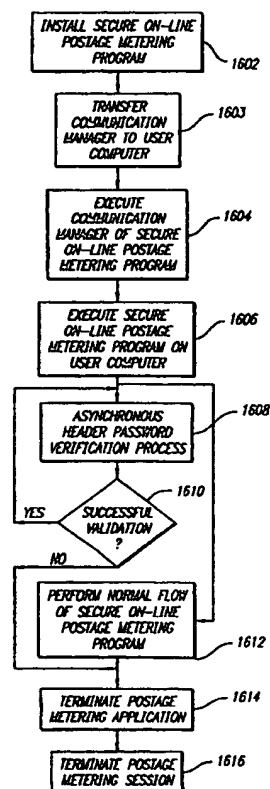 INSTALL SECURE ON-LINE
POSTAGE METERING
PROGRAM
1602
TRANSFER
COMMUNICATION
MANAGER TO USER
COMPUTER
1603
EXECUTE
COMMUNICATION
MANAGER OF SECURE
ON-LINE POSTAGE
METERING PROGRAM
1604
EXECUTE SECURE
ON-LINE POSTAGE
METERING PROGRAM ON
USER COMPUTER
1606
ASYNCHRONOUS
HEADER PASSWORD
VERIFICATION PROCESS
1608
SUCCESSFUL
VALIDATION
?
1610
YES
NO
PERFORM NORMAL FLOW
OF SECURE ON-LINE
POSTAGE METERING
PROGRAM
1612
TERMINATE POSTAGE
METERING APPLICATION
1614
TERMINATE POSTAGE
METERING SESSION
1616